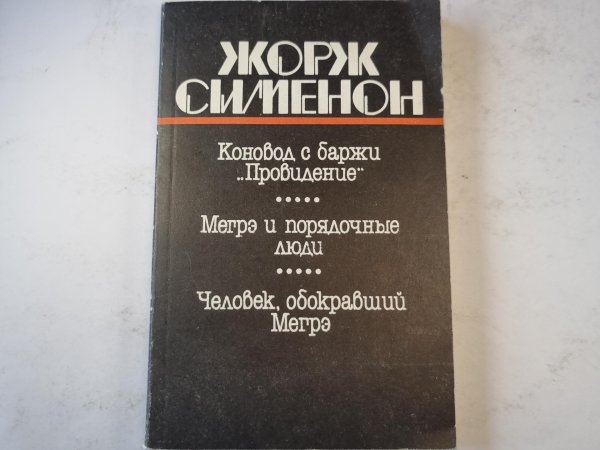 ЖОРЖ
СИМЕНОН
Коновод с баржи
„Провидение"
•••••
Мегрэ и порядочные
люди
•••••
Человек, обокравший
Мегрэ